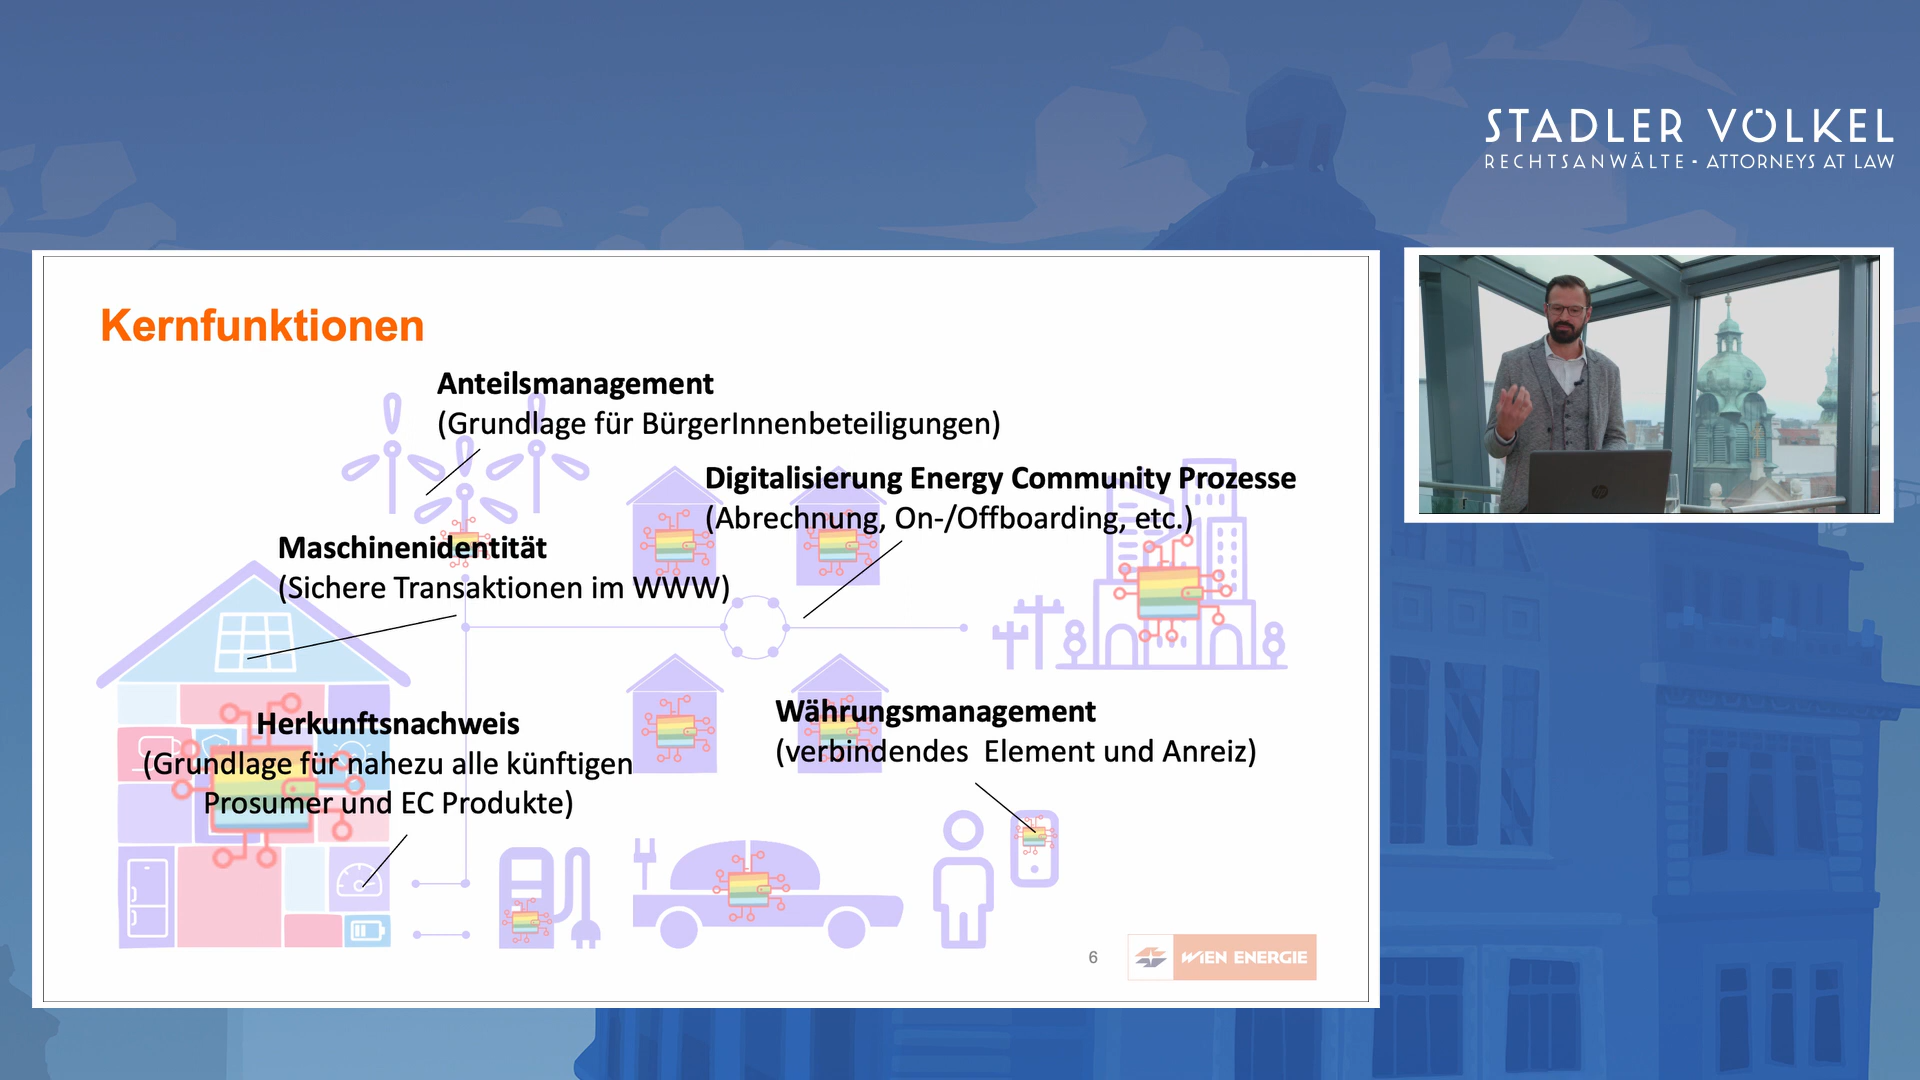 STADLER VÖLKEL
RECHTSANWÄLTE - ATTORNEYS AT LAW
Kernfunktionen
Anteilsmanagement
(Grundlage für BürgerInnenbeteiligungen)
Digitalisierung Energy Community Prozesse
(Abrechnung, On-/Offboarding, etc.)
Maschinenidentität
(Sichere Transaktionen im WWW)
Herkunftsnachweis
(Grundlage für nahezu alle künftigen
Prosumer und EC Produkte)
Währungsmanagement
(verbindendes Element und Anreiz)
6
WIEN ENERGIE